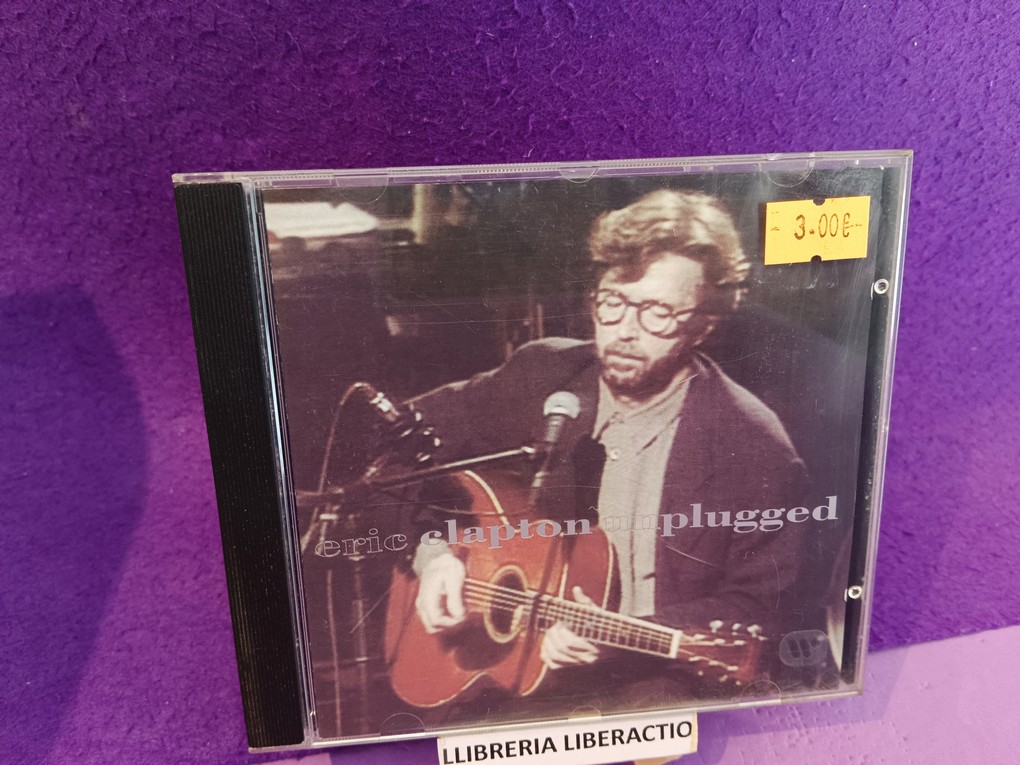 3.00€
eric clapton unplugged
LLIBRERIA LIBERACTIO